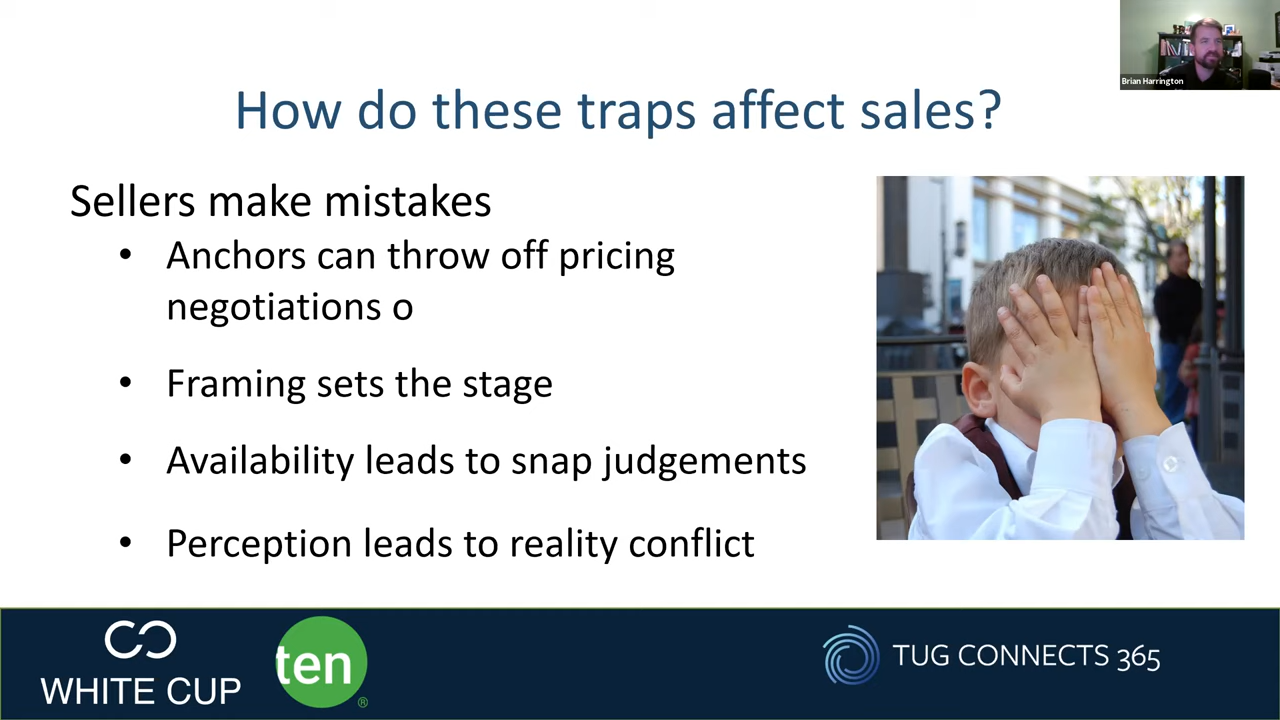 Brian Harrington
How do these traps affect sales?
Sellers make mistakes
• Anchors can throw off pricing
negotiations o
• Framing sets the stage
• Availability leads to snap judgements
• Perception leads to reality conflict
WHITE CUP
ten®
TUG CONNECTS 365